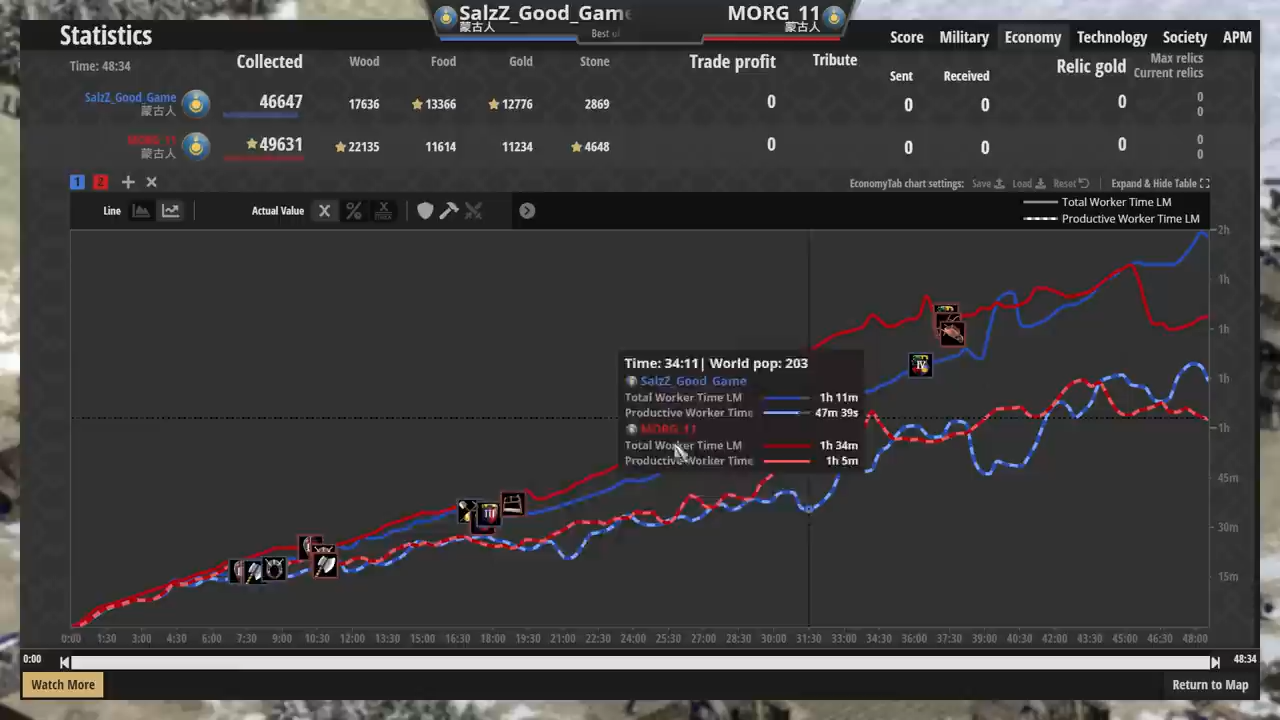 SalzZ_Good_Game MORG_11
蒙古人 蒙古人
Best of
Statistics
Score Military Economy Technology Society APM
Time: 48:34
Collected Wood Food Gold Stone Trade profit Tribute Sent Received Relic gold Max relics Current relics
SalzZ_Good_Game 46647 17636 13366 12776 2869 0 0 0 0 0
蒙古人 0
MORG_11 49631 22135 11614 11234 4648 0 0 0 0 0
蒙古人 0
1 2
EconomyTab chart settings: Save Load Reset Expand & Hide Table
Line Actual Value
Total Worker Time LM
Productive Worker Time LM
2h
1h
1h
1h
1h
45m
30m
15m
Time: 34:11| World pop: 203
SalzZ_Good_Game
Total Worker Time LM 1h 11m
Productive Worker Time 47m 39s
MORG_11
Total Worker Time LM 1h 34m
Productive Worker Time 1h 5m
IV
III
0:00 1:30 3:00 4:30 6:00 7:30 9:00 10:30 12:00 13:30 15:00 16:30 18:00 19:30 21:00 22:30 24:00 25:30 27:00 28:30 30:00 31:30 33:00 34:30 36:00 37:30 39:00 40:30 42:00 43:30 45:00 46:30 48:00
0:00 48:34
Watch More Return to Map